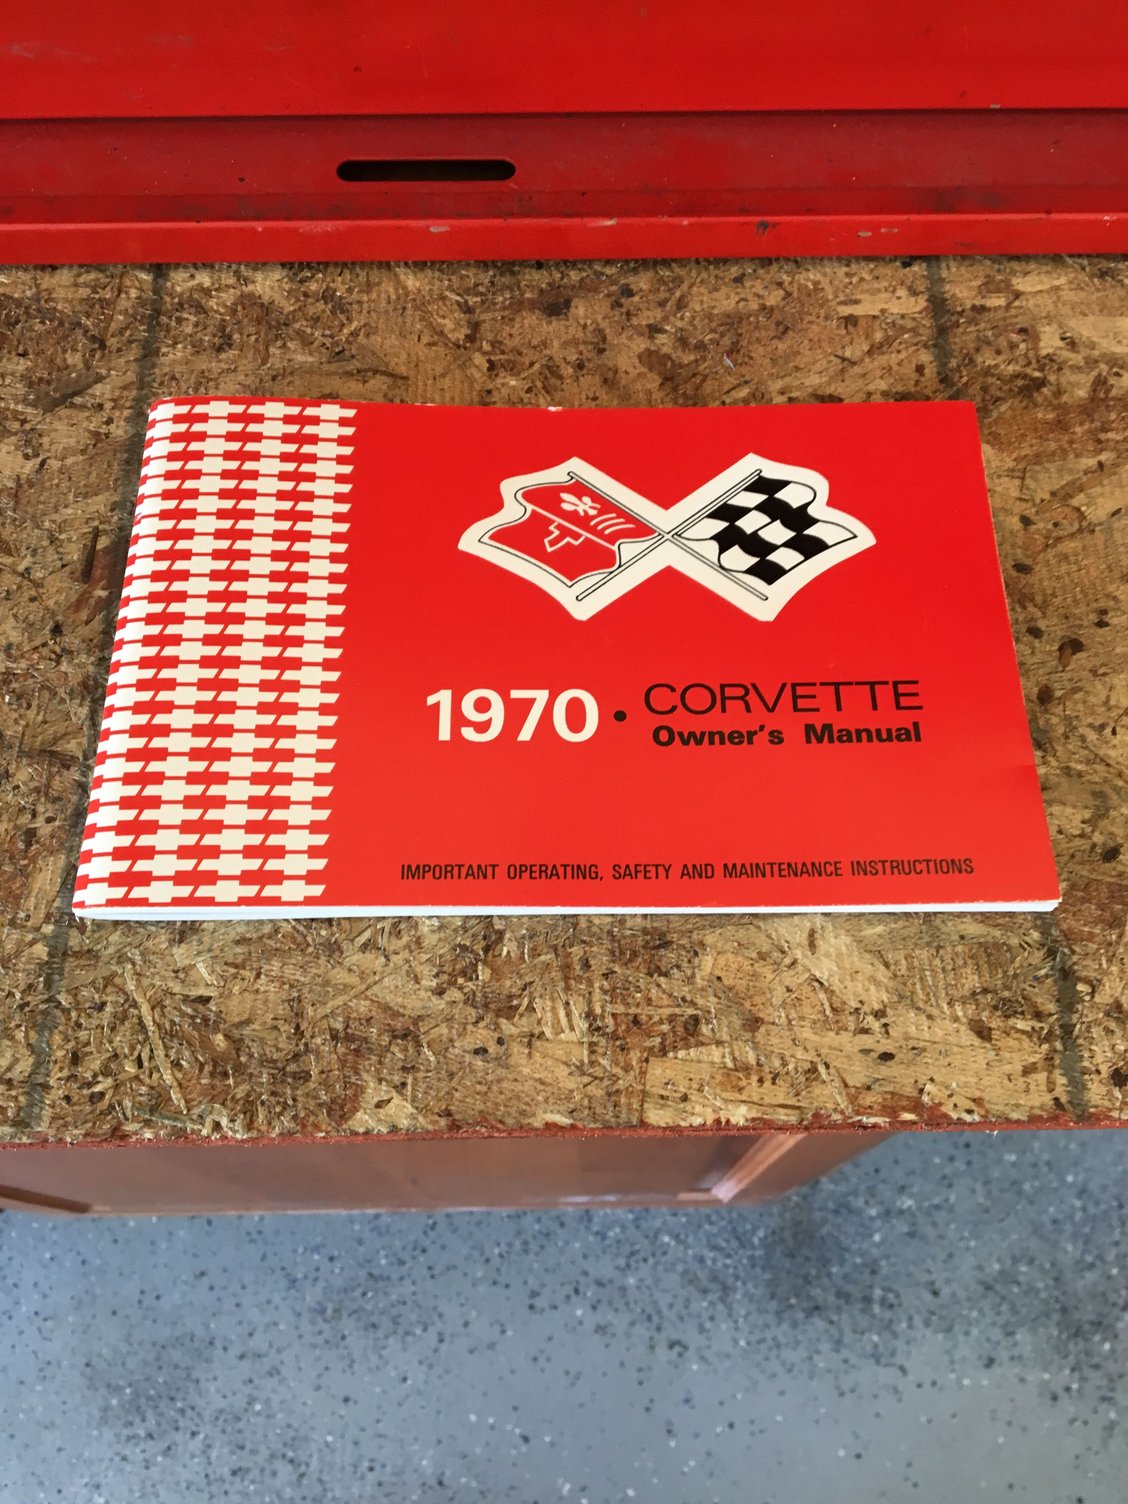 1970 • CORVETTE
Owner's Manual
IMPORTANT OPERATING, SAFETY AND MAINTENANCE INSTRUCTIONS